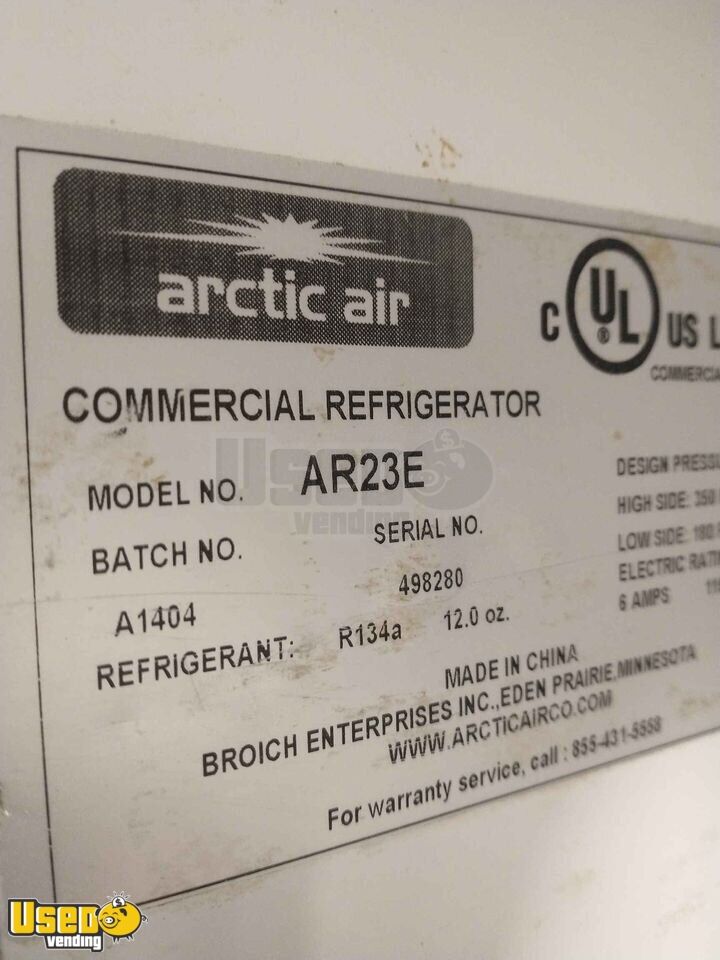 arctic air
C UL® US
COMMERCIAL REFRIGERATOR
MODEL NO. AR23E
BATCH NO. SERIAL NO.
A1404 498280
REFRIGERANT: R134a 12.0 oz.
DESIGN
HIGH SIDE: 350
LOW SIDE: 180
ELECTRIC
6 AMPS
MADE IN CHINA
BROICH ENTERPRISES INC.,EDEN PRAIRIE,MINNESOTA
WWW.ARCTICAIRCO.COM
For warranty service, call : 855-431-5558
Used vending
Used
vending